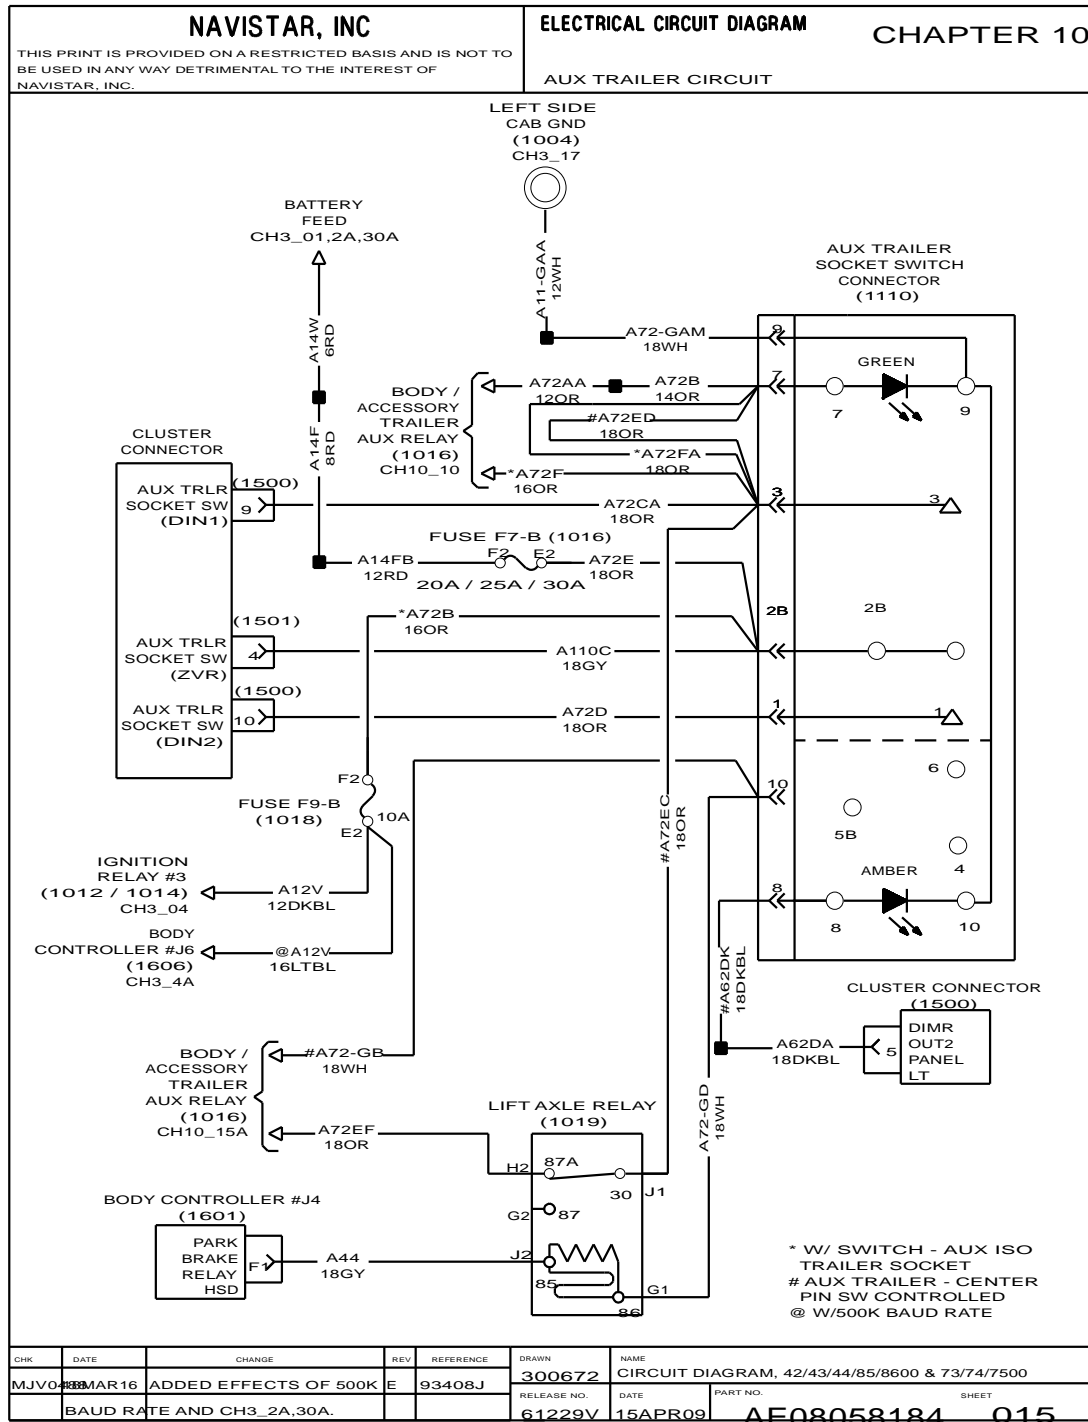 NAVISTAR, INC
THIS PRINT IS PROVIDED ON A RESTRICTED BASIS AND IS NOT TO
BE USED IN ANY WAY DETRIMENTAL TO THE INTEREST OF
NAVISTAR, INC.
ELECTRICAL CIRCUIT DIAGRAM
CHAPTER 10
AUX TRAILER CIRCUIT
LEFT SIDE
CAB GND
(1004)
CH3_17
A11-GAA
12WH
BATTERY
FEED
CH3_01,2A,30A
A14W
6RD
A14F
8RD
AUX TRAILER
SOCKET SWITCH
CONNECTOR
(1110)
A72-GAM
18WH
9
7
GREEN
7
9
BODY /
ACCESSORY
TRAILER
AUX RELAY
(1016)
CH10_10
A72AA
12OR
A72B
14OR
#A72ED
18OR
*A72FA
18OR
*A72F
16OR
CLUSTER
CONNECTOR
AUX TRLR
SOCKET SW
(DIN1)
(1500)
9
A72CA
18OR
3
3
FUSE F7-B (1016)
F2
E2
20A / 25A / 30A
A14FB
12RD
A72E
18OR
*A72B
16OR
2B
2B
AUX TRLR
SOCKET SW
(ZVR)
(1501)
4
A110C
18GY
AUX TRLR
SOCKET SW
(DIN2)
(1500)
10
A72D
18OR
1
1
F2
FUSE F9-B
(1018)
10A
E2
#A72EC
18OR
10
6
5B
4
AMBER
8
8
10
IGNITION
RELAY #3
(1012 / 1014)
CH3_04
A12V
12DKBL
BODY
CONTROLLER #J6
(1606)
CH3_4A
@A12V
16LTBL
#A62DK
18DKBL
CLUSTER CONNECTOR
(1500)
A62DA
18DKBL
5
DIMR
OUT2
PANEL
LT
BODY /
ACCESSORY
TRAILER
AUX RELAY
(1016)
CH10_15A
#A72-GB
18WH
A72EF
18OR
A72-GD
18WH
LIFT AXLE RELAY
(1019)
H2
87A
30
J1
G2
87
J2
85
86
G1
BODY CONTROLLER #J4
(1601)
PARK
BRAKE
RELAY
HSD
F1
A44
18GY
* W/ SWITCH - AUX ISO
TRAILER SOCKET
# AUX TRAILER - CENTER
PIN SW CONTROLLED
@ W/500K BAUD RATE
CHK DATE CHANGE REV REFERENCE
MAR16 ADDED EFFECTS OF 500K E 93408J
BAUD RATE AND CH3_2A,30A.
DRAWN
300672
NAME
CIRCUIT DIAGRAM, 42/43/44/85/8600 & 73/74/7500
RELEASE NO.
61229V
DATE
15APR09
PART NO.
AE08058184
SHEET
015